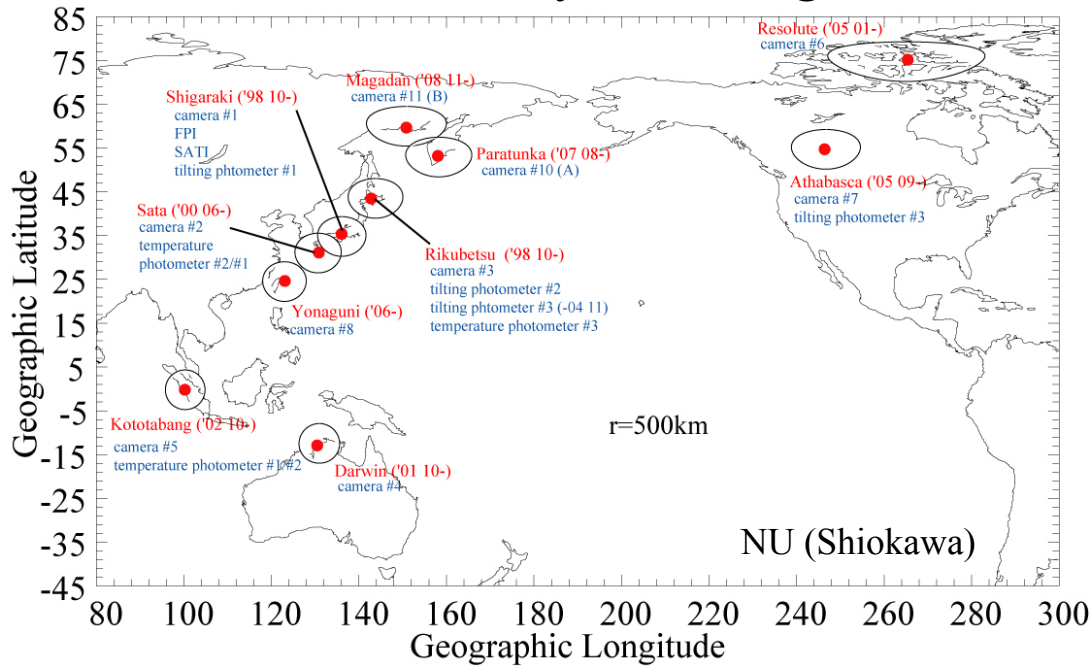 85
75
65
55
45
35
25
15
5
-5
-15
-25
-35
-45
Geographic Latitude
Resolute ('05 01-)
camera #6
Magadan ('08 11-)
camera #11 (B)
Shigaraki ('98 10-)
camera #1
FPI
SATI
tilting phtometer #1
Paratunka ('07 08-)
camera #10 (A)
Athabasca ('05 09-)
camera #7
tilting photometer #3
Sata ('00 06-)
camera #2
temperature
photometer #2/#1
Rikubetsu ('98 10-)
camera #3
tilting phtometer #2
tilting phtometer #3 (-04 11)
temperature photometer #3
Yonaguni ('06-)
camera #8
Kototabang ('02 10-)
camera #5
temperature photometer #1/#2
Darwin ('01 10-)
camera #4
r=500km
NU (Shiokawa)
80 100 120 140 160 180 200 220 240 260 280 300
Geographic Longitude